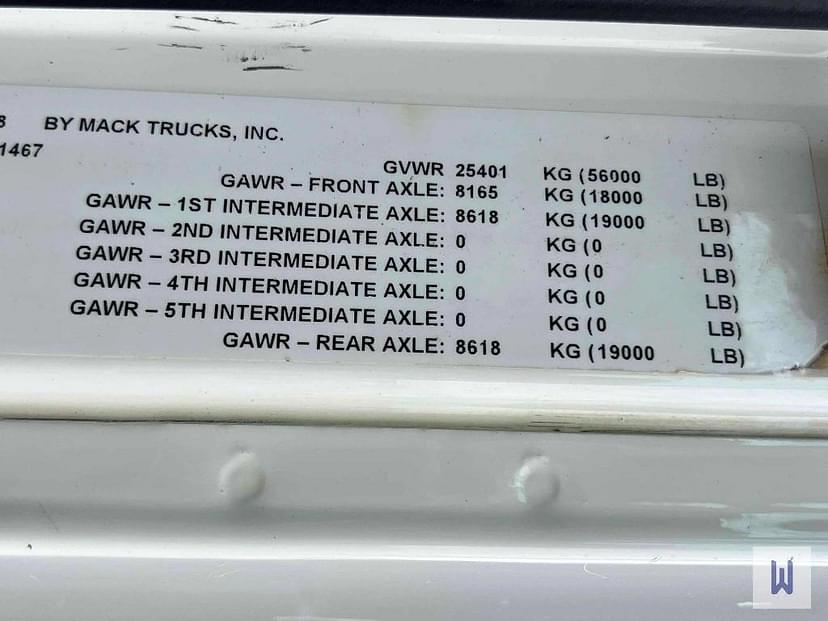 8 BY MACK TRUCKS, INC.
1467
GVWR 25401 KG (56000 LB)
GAWR – FRONT AXLE: 8165 KG (18000 LB)
GAWR – 1ST INTERMEDIATE AXLE: 8618 KG (19000 LB)
GAWR – 2ND INTERMEDIATE AXLE: 0 KG (0 LB)
GAWR – 3RD INTERMEDIATE AXLE: 0 KG (0 LB)
GAWR – 4TH INTERMEDIATE AXLE: 0 KG (0 LB)
GAWR – 5TH INTERMEDIATE AXLE: 0 KG (0 LB)
GAWR – REAR AXLE: 8618 KG (19000 LB)
W